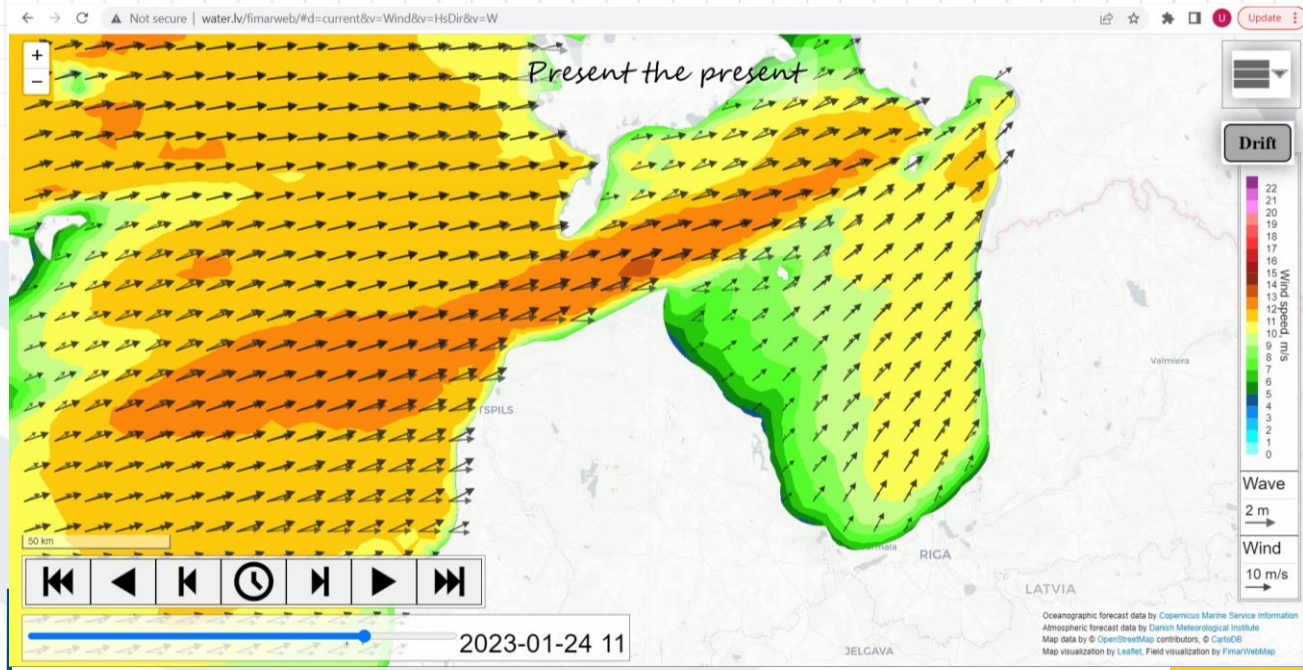 Not secure | water.lv/fimarweb/#d=current&v=Wind&v=HsDir&v=W
U
Update
+
−
Present the present
Drift
22
21
20
19
18
17
16
15
14
13
12
11
10
9
8
7
6
5
4
3
2
1
0
Wind speed, m/s
Valmiera
TSPILS
Wave
2 m
50 km
Wind
10 m/s
RIGA
LATVIA
2023-01-24 11
JELGAVA
Oceanographic forecast data by Copernicus Marine Service Information
Atmospheric forecast data by Danish Meteorological Institute
Map data by © OpenStreetMap contributors, © CartoDB
Map visualization by Leaflet, Field visualization by FimarWebMap